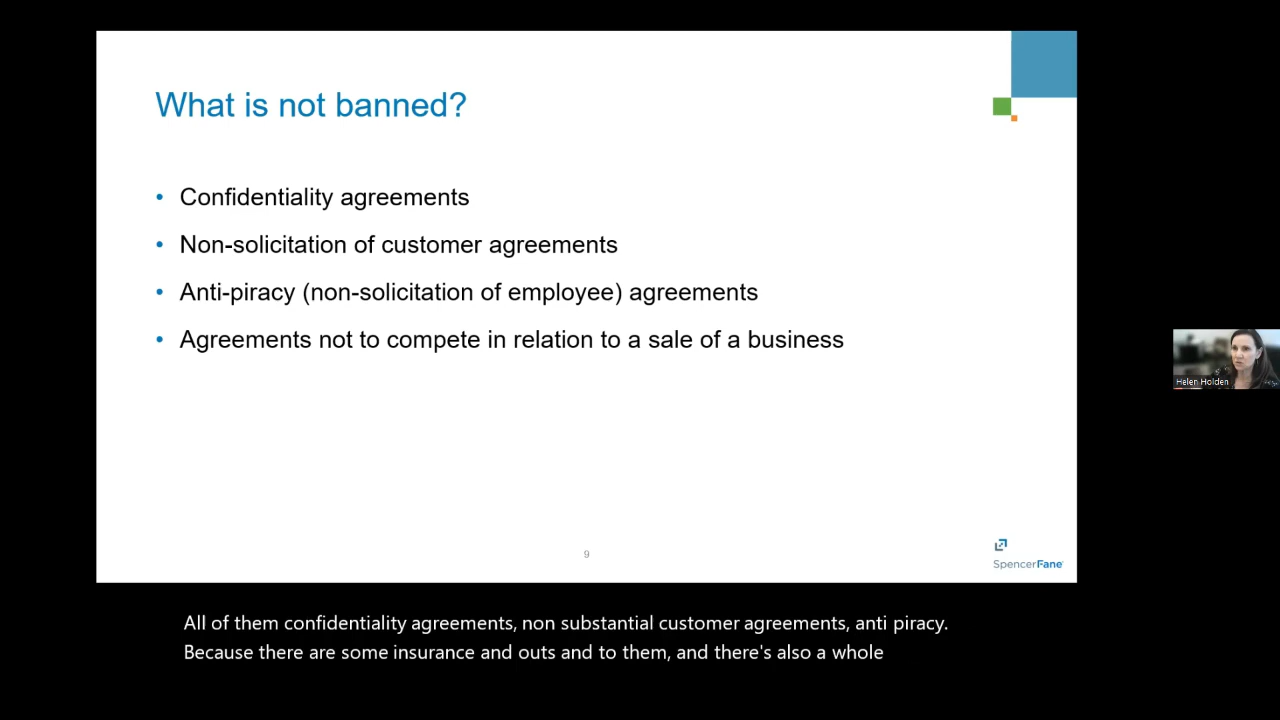 What is not banned?
• Confidentiality agreements
• Non-solicitation of customer agreements
• Anti-piracy (non-solicitation of employee) agreements
• Agreements not to compete in relation to a sale of a business
Helen Holden
9
SpencerFane
All of them confidentiality agreements, non substantial customer agreements, anti piracy.
Because there are some insurance and outs and to them, and there's also a whole